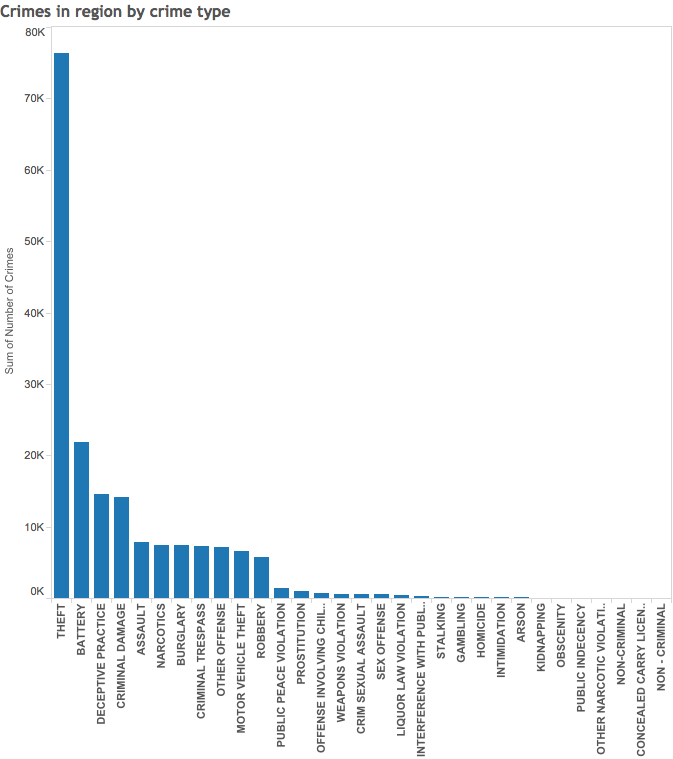 Crimes in region by crime type
80K
70K
60K
50K
40K
30K
20K
10K
0K
Sum of Number of Crimes
THEFT
BATTERY
DECEPTIVE PRACTICE
CRIMINAL DAMAGE
ASSAULT
NARCOTICS
BURGLARY
CRIMINAL TRESPASS
OTHER OFFENSE
MOTOR VEHICLE THEFT
ROBBERY
PUBLIC PEACE VIOLATION
PROSTITUTION
OFFENSE INVOLVING CHIL..
WEAPONS VIOLATION
CRIM SEXUAL ASSAULT
SEX OFFENSE
LIQUOR LAW VIOLATION
INTERFERENCE WITH PUBL..
STALKING
GAMBLING
HOMICIDE
INTIMIDATION
ARSON
KIDNAPPING
OBSCENITY
PUBLIC INDECENCY
OTHER NARCOTIC VIOLATI..
NON-CRIMINAL
CONCEALED CARRY LICEN..
NON - CRIMINAL